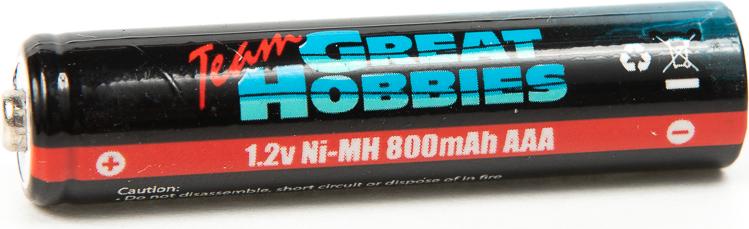 Team GREAT
HOBBIES
1.2v Ni-MH 800mAh AAA
Caution:
• Do not disassemble, short circuit or dispose of in fire